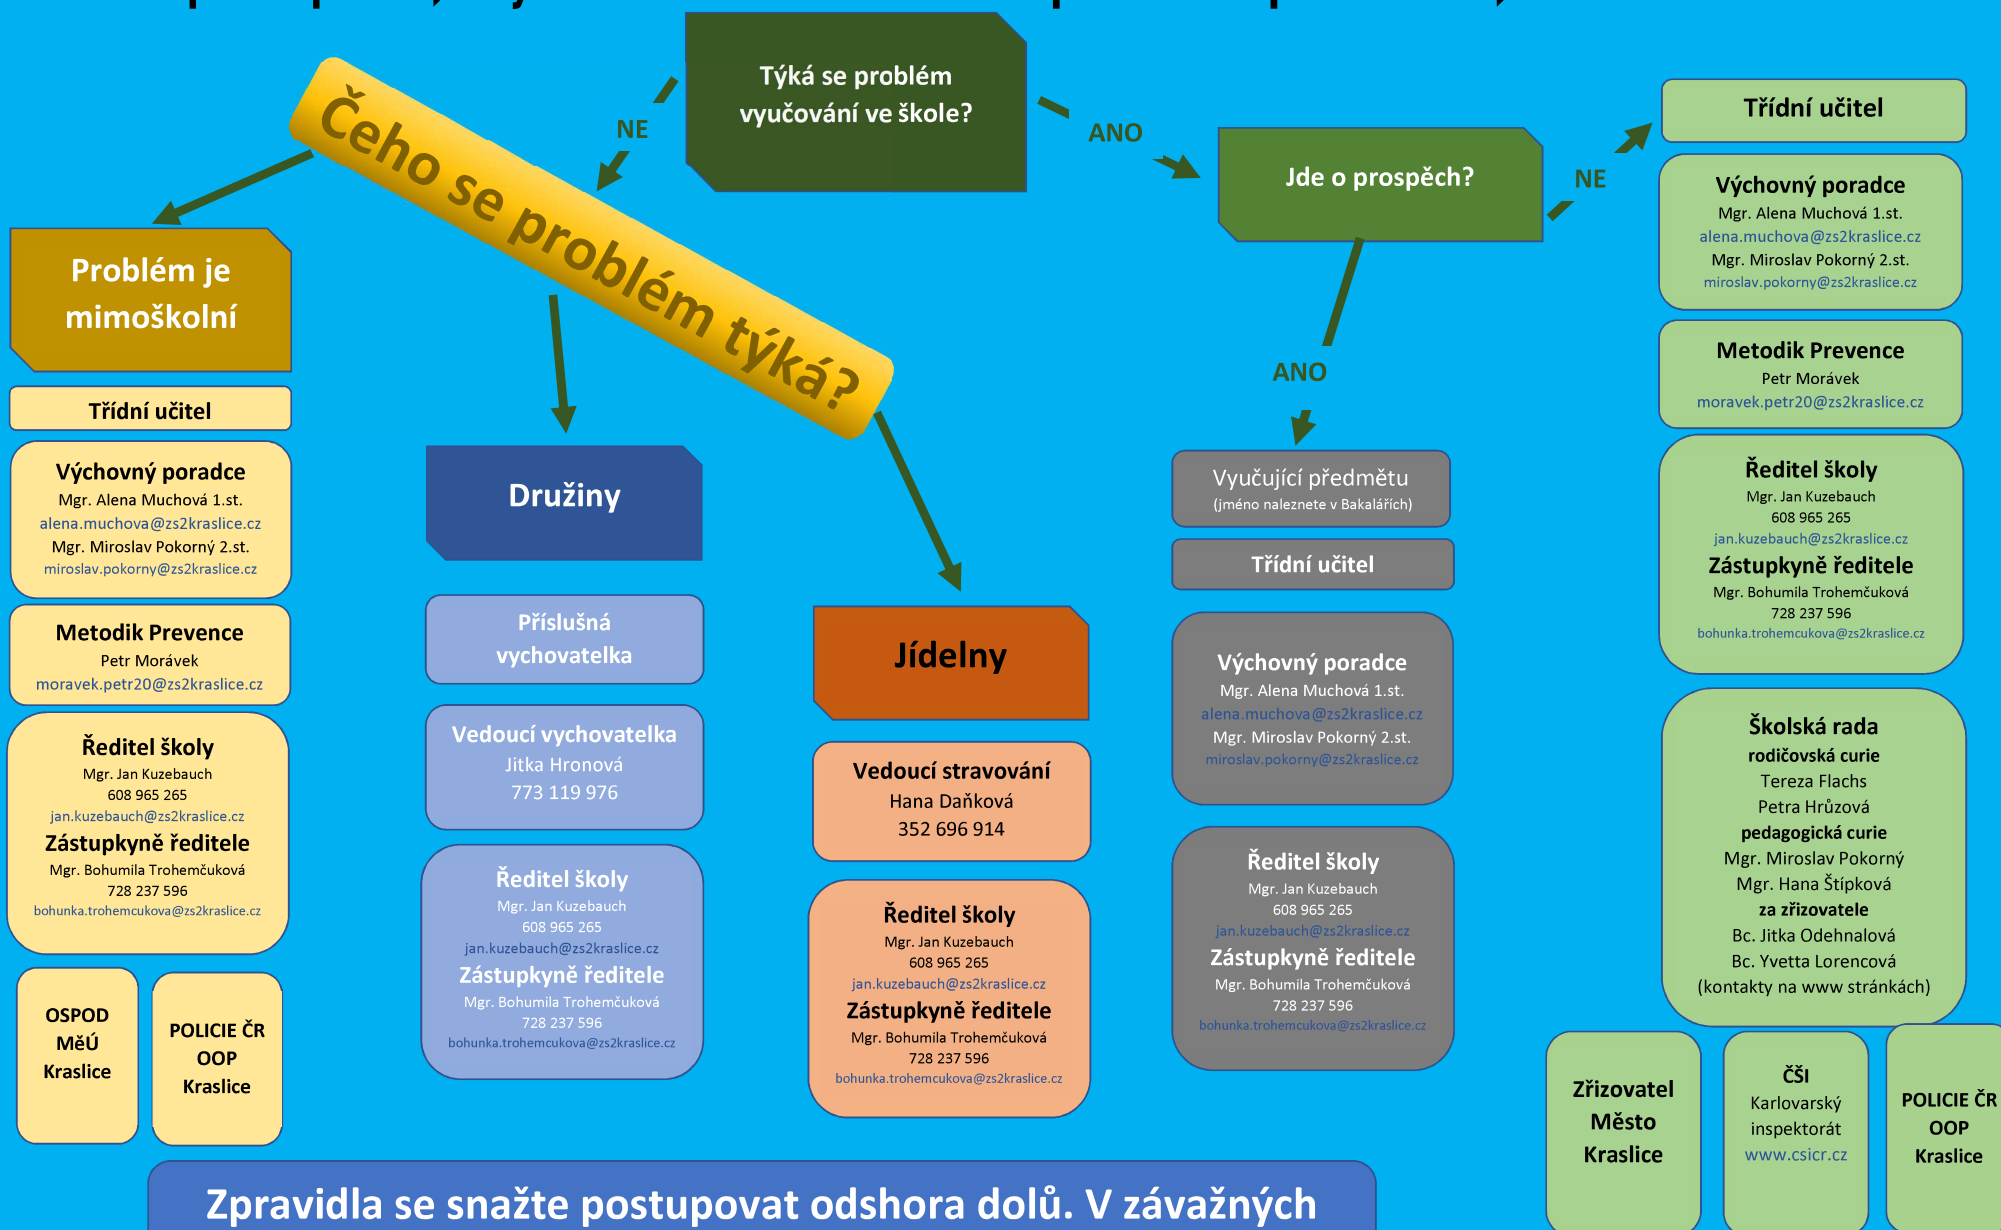 Týká se problém
vyučování ve škole?
NE
ANO
Čeho se problém týká?
Jde o prospěch?
NE
ANO
Problém je
mimoškolní
Třídní učitel
Výchovný poradce
Mgr. Alena Muchová 1.st.
alena.muchova@zs2kraslice.cz
Mgr. Miroslav Pokorný 2.st.
miroslav.pokorny@zs2kraslice.cz
Metodik Prevence
Petr Morávek
moravek.petr20@zs2kraslice.cz
Ředitel školy
Mgr. Jan Kuzebauch
608 965 265
jan.kuzebauch@zs2kraslice.cz
Zástupkyně ředitele
Mgr. Bohumila Trohemčuková
728 237 596
bohunka.trohemcukova@zs2kraslice.cz
OSPOD
MěÚ
Kraslice
POLICIE ČR
OOP
Kraslice
Družiny
Příslušná
vychovatelka
Vedoucí vychovatelka
Jitka Hronová
773 119 976
Ředitel školy
Mgr. Jan Kuzebauch
608 965 265
jan.kuzebauch@zs2kraslice.cz
Zástupkyně ředitele
Mgr. Bohumila Trohemčuková
728 237 596
bohunka.trohemcukova@zs2kraslice.cz
Jídelny
Vedoucí stravování
Hana Daňková
352 696 914
Ředitel školy
Mgr. Jan Kuzebauch
608 965 265
jan.kuzebauch@zs2kraslice.cz
Zástupkyně ředitele
Mgr. Bohumila Trohemčuková
728 237 596
bohunka.trohemcukova@zs2kraslice.cz
Vyučující předmětu
(jméno naleznete v Bakalářích)
Třídní učitel
Výchovný poradce
Mgr. Alena Muchová 1.st.
alena.muchova@zs2kraslice.cz
Mgr. Miroslav Pokorný 2.st.
miroslav.pokorny@zs2kraslice.cz
Ředitel školy
Mgr. Jan Kuzebauch
608 965 265
jan.kuzebauch@zs2kraslice.cz
Zástupkyně ředitele
Mgr. Bohumila Trohemčuková
728 237 596
bohunka.trohemcukova@zs2kraslice.cz
Třídní učitel
Výchovný poradce
Mgr. Alena Muchová 1.st.
alena.muchova@zs2kraslice.cz
Mgr. Miroslav Pokorný 2.st.
miroslav.pokorny@zs2kraslice.cz
Metodik Prevence
Petr Morávek
moravek.petr20@zs2kraslice.cz
Ředitel školy
Mgr. Jan Kuzebauch
608 965 265
jan.kuzebauch@zs2kraslice.cz
Zástupkyně ředitele
Mgr. Bohumila Trohemčuková
728 237 596
bohunka.trohemcukova@zs2kraslice.cz
Školská rada
rodičovská curie
Tereza Flachs
Petra Hrůzová
pedagogická curie
Mgr. Miroslav Pokorný
Mgr. Hana Štípková
za zřizovatele
Bc. Jitka Odehnalová
Bc. Yvetta Lorencová
(kontakty na www stránkách)
Zřizovatel
Město
Kraslice
ČŠI
Karlovarský
inspektorát
www.csicr.cz
POLICIE ČR
OOP
Kraslice
Zpravidla se snažte postupovat odshora dolů. V závažných